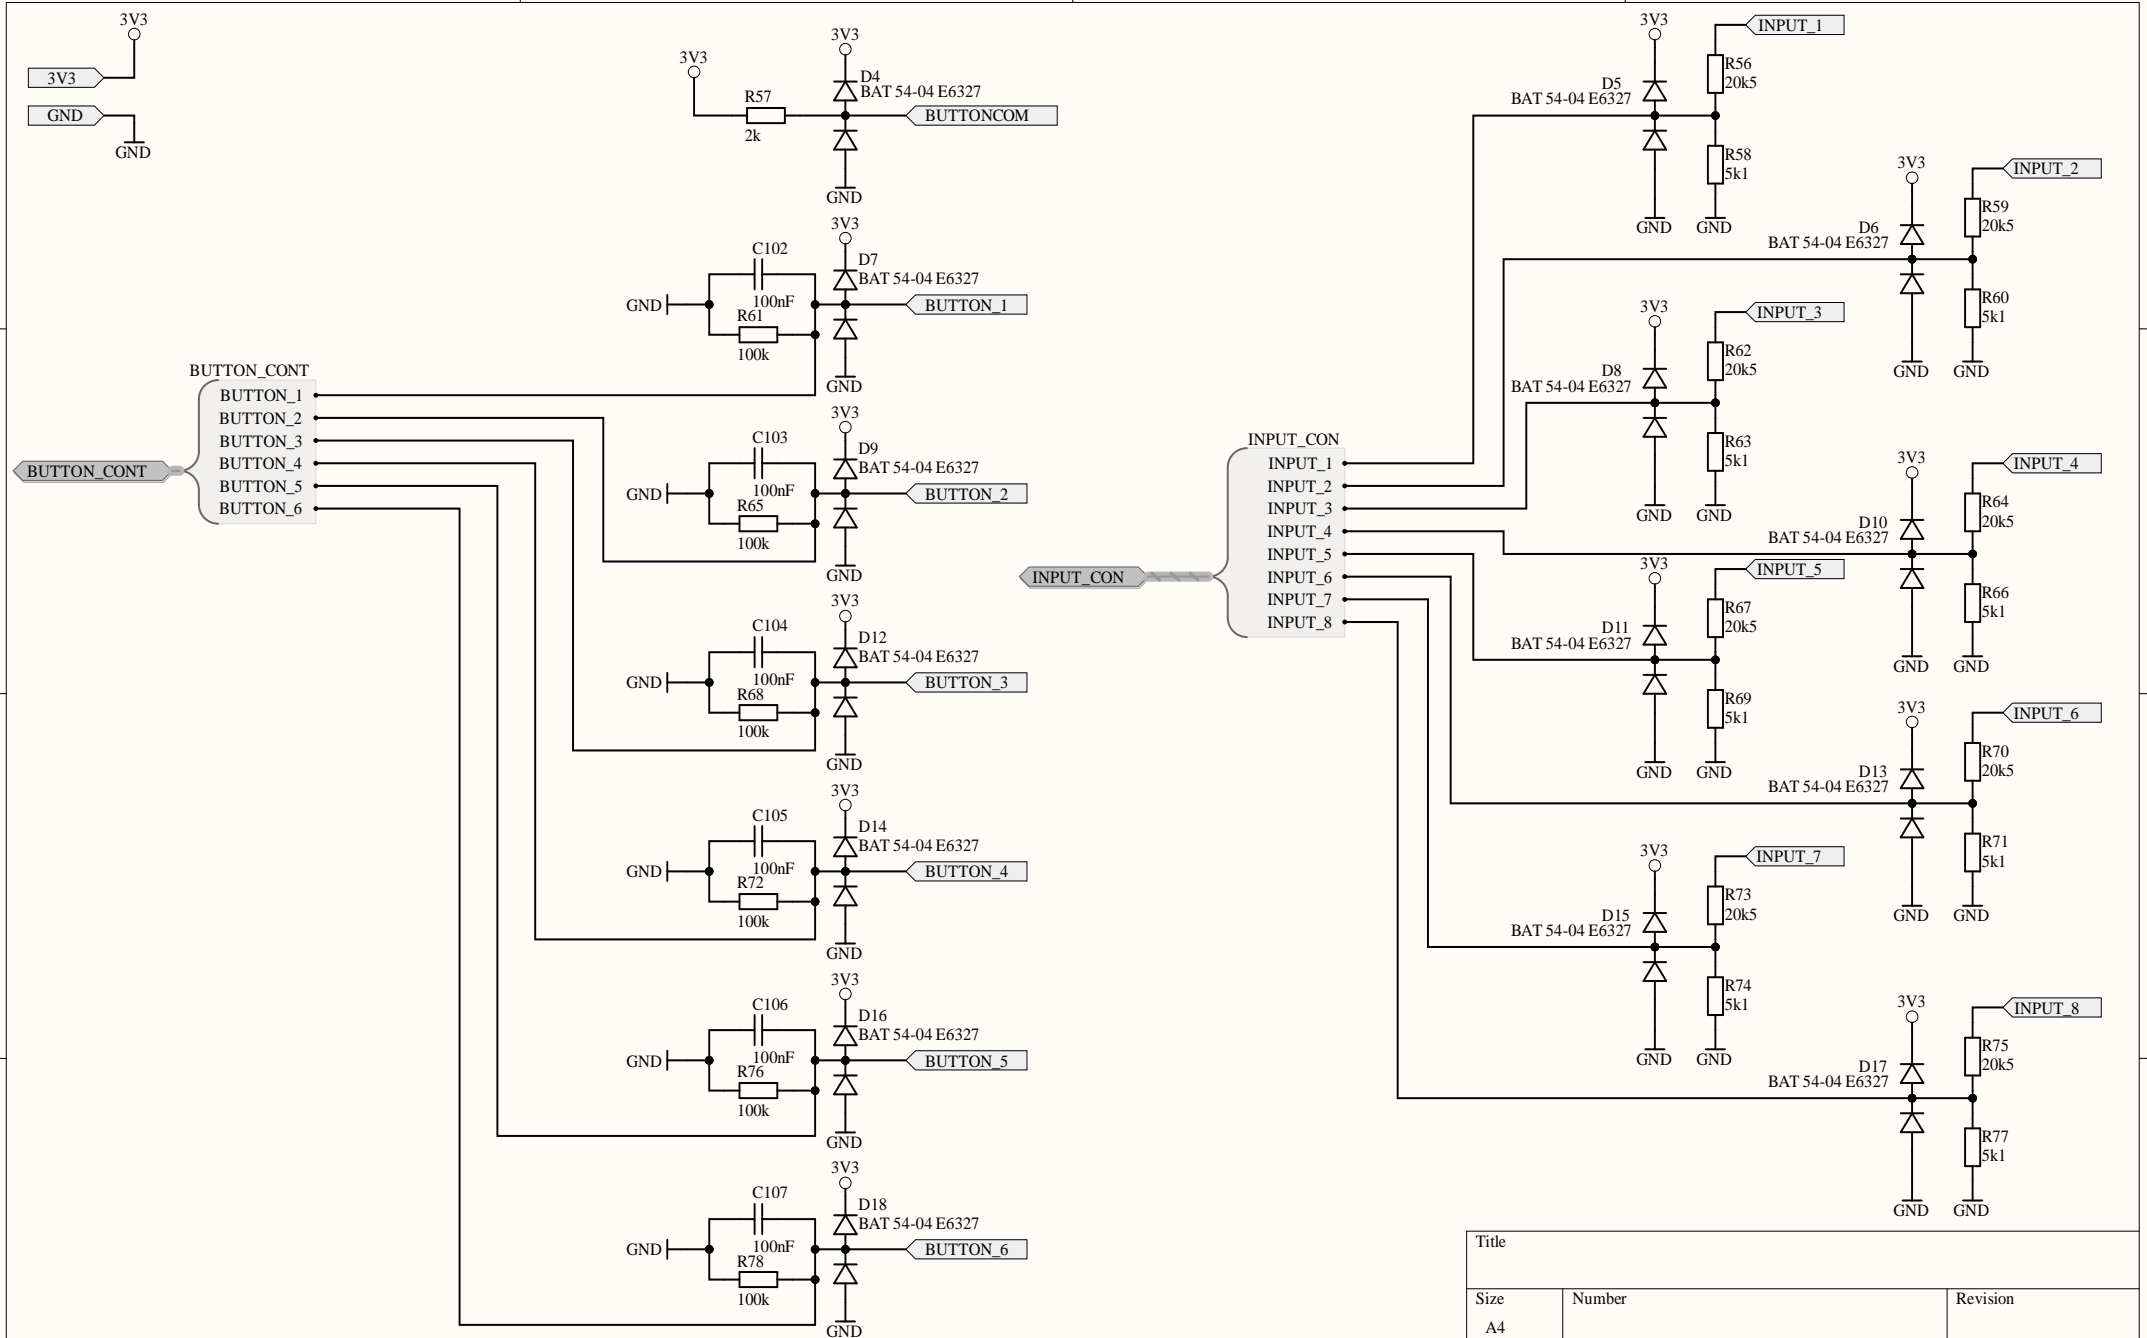 3V3
3V3
GND
GND
3V3
R57
2k
3V3
D4
BAT 54-04 E6327
BUTTONCOM
GND
3V3
C102
D7
BAT 54-04 E6327
GND
100nF
BUTTON_1
R61
100k
GND
BUTTON_CONT
BUTTON_1
BUTTON_2
BUTTON_3
BUTTON_4
BUTTON_5
BUTTON_6
BUTTON_CONT
3V3
C103
D9
BAT 54-04 E6327
GND
100nF
BUTTON_2
R65
100k
GND
3V3
C104
D12
BAT 54-04 E6327
GND
100nF
BUTTON_3
R68
100k
GND
3V3
C105
D14
BAT 54-04 E6327
GND
100nF
BUTTON_4
R72
100k
GND
3V3
C106
D16
BAT 54-04 E6327
GND
100nF
BUTTON_5
R76
100k
GND
3V3
C107
D18
BAT 54-04 E6327
GND
100nF
BUTTON_6
R78
100k
GND
INPUT_CON
INPUT_1
INPUT_2
INPUT_3
INPUT_4
INPUT_5
INPUT_6
INPUT_7
INPUT_8
INPUT_CON
3V3
INPUT_1
D5
BAT 54-04 E6327
R56
20k5
R58
5k1
GND
GND
3V3
INPUT_2
D6
BAT 54-04 E6327
R59
20k5
R60
5k1
GND
GND
3V3
INPUT_3
D8
BAT 54-04 E6327
R62
20k5
R63
5k1
GND
GND
3V3
INPUT_4
D10
BAT 54-04 E6327
R64
20k5
R66
5k1
GND
GND
3V3
INPUT_5
D11
BAT 54-04 E6327
R67
20k5
R69
5k1
GND
GND
3V3
INPUT_6
D13
BAT 54-04 E6327
R70
20k5
R71
5k1
GND
GND
3V3
INPUT_7
D15
BAT 54-04 E6327
R73
20k5
R74
5k1
GND
GND
3V3
INPUT_8
D17
BAT 54-04 E6327
R75
20k5
R77
5k1
GND
GND
Title
Size
Number
Revision
A4